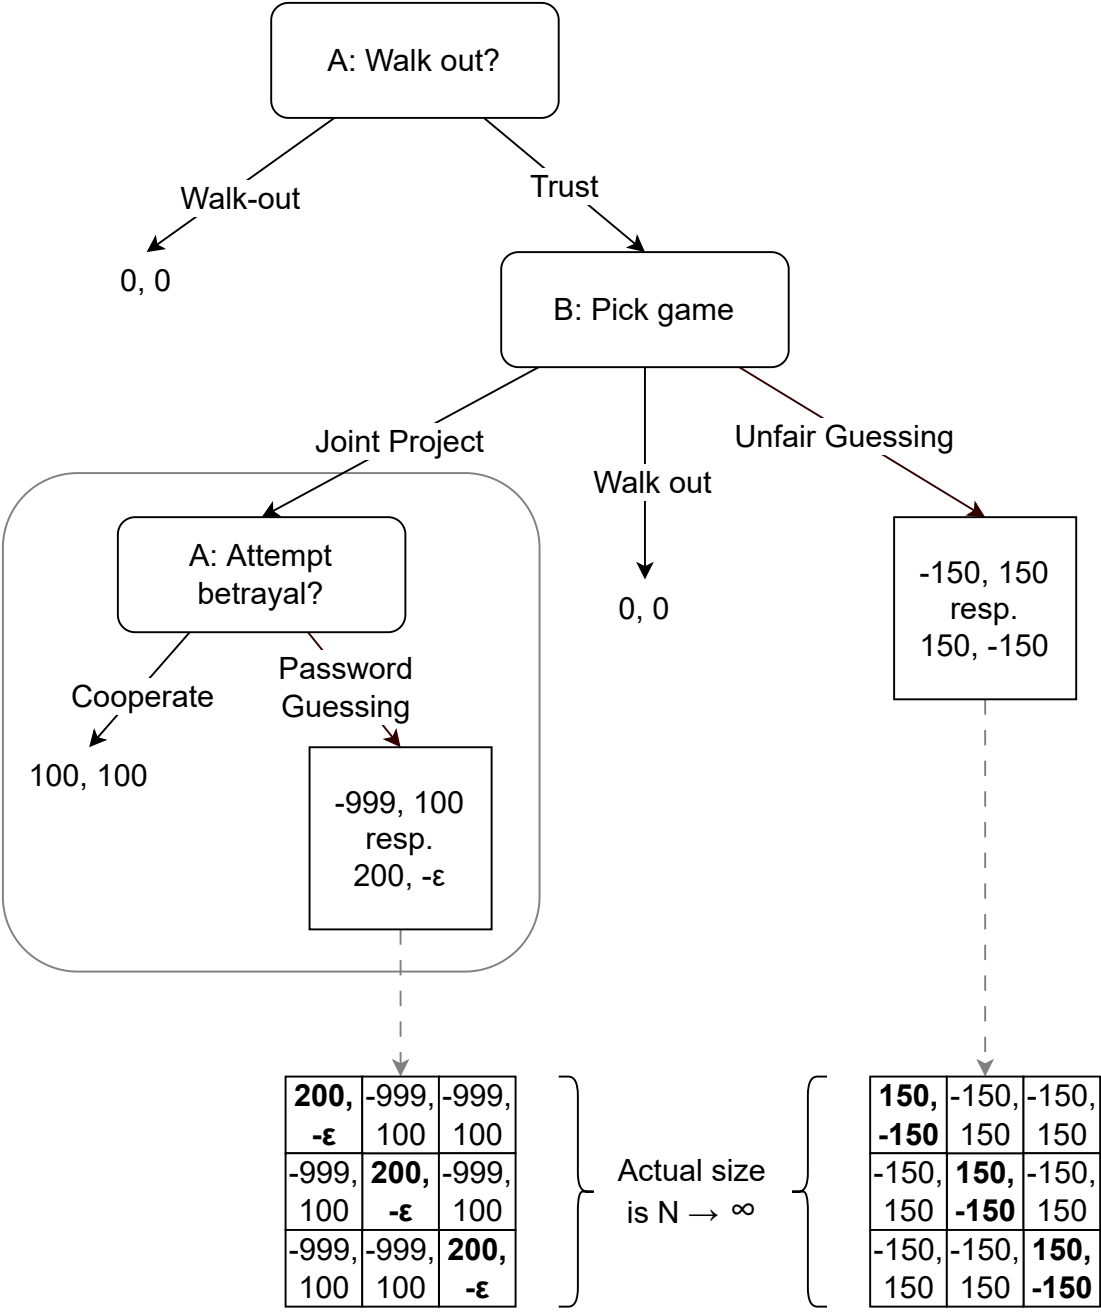 A: Walk out?
Walk-out
Trust
0, 0
B: Pick game
Joint Project
Walk out
Unfair Guessing
A: Attempt
betrayal?
0, 0
-150, 150
resp.
150, -150
Cooperate
Password
Guessing
100, 100
-999, 100
resp.
200, -ε
200, -999, -999,
-ε 100 100
-999, 200, -999,
100 -ε 100
-999, -999, 200,
100 100 -ε
Actual size
is N → ∞
150, -150, -150,
-150 150 150
-150, 150, -150,
150 -150 150
-150, -150, 150,
150 150 -150